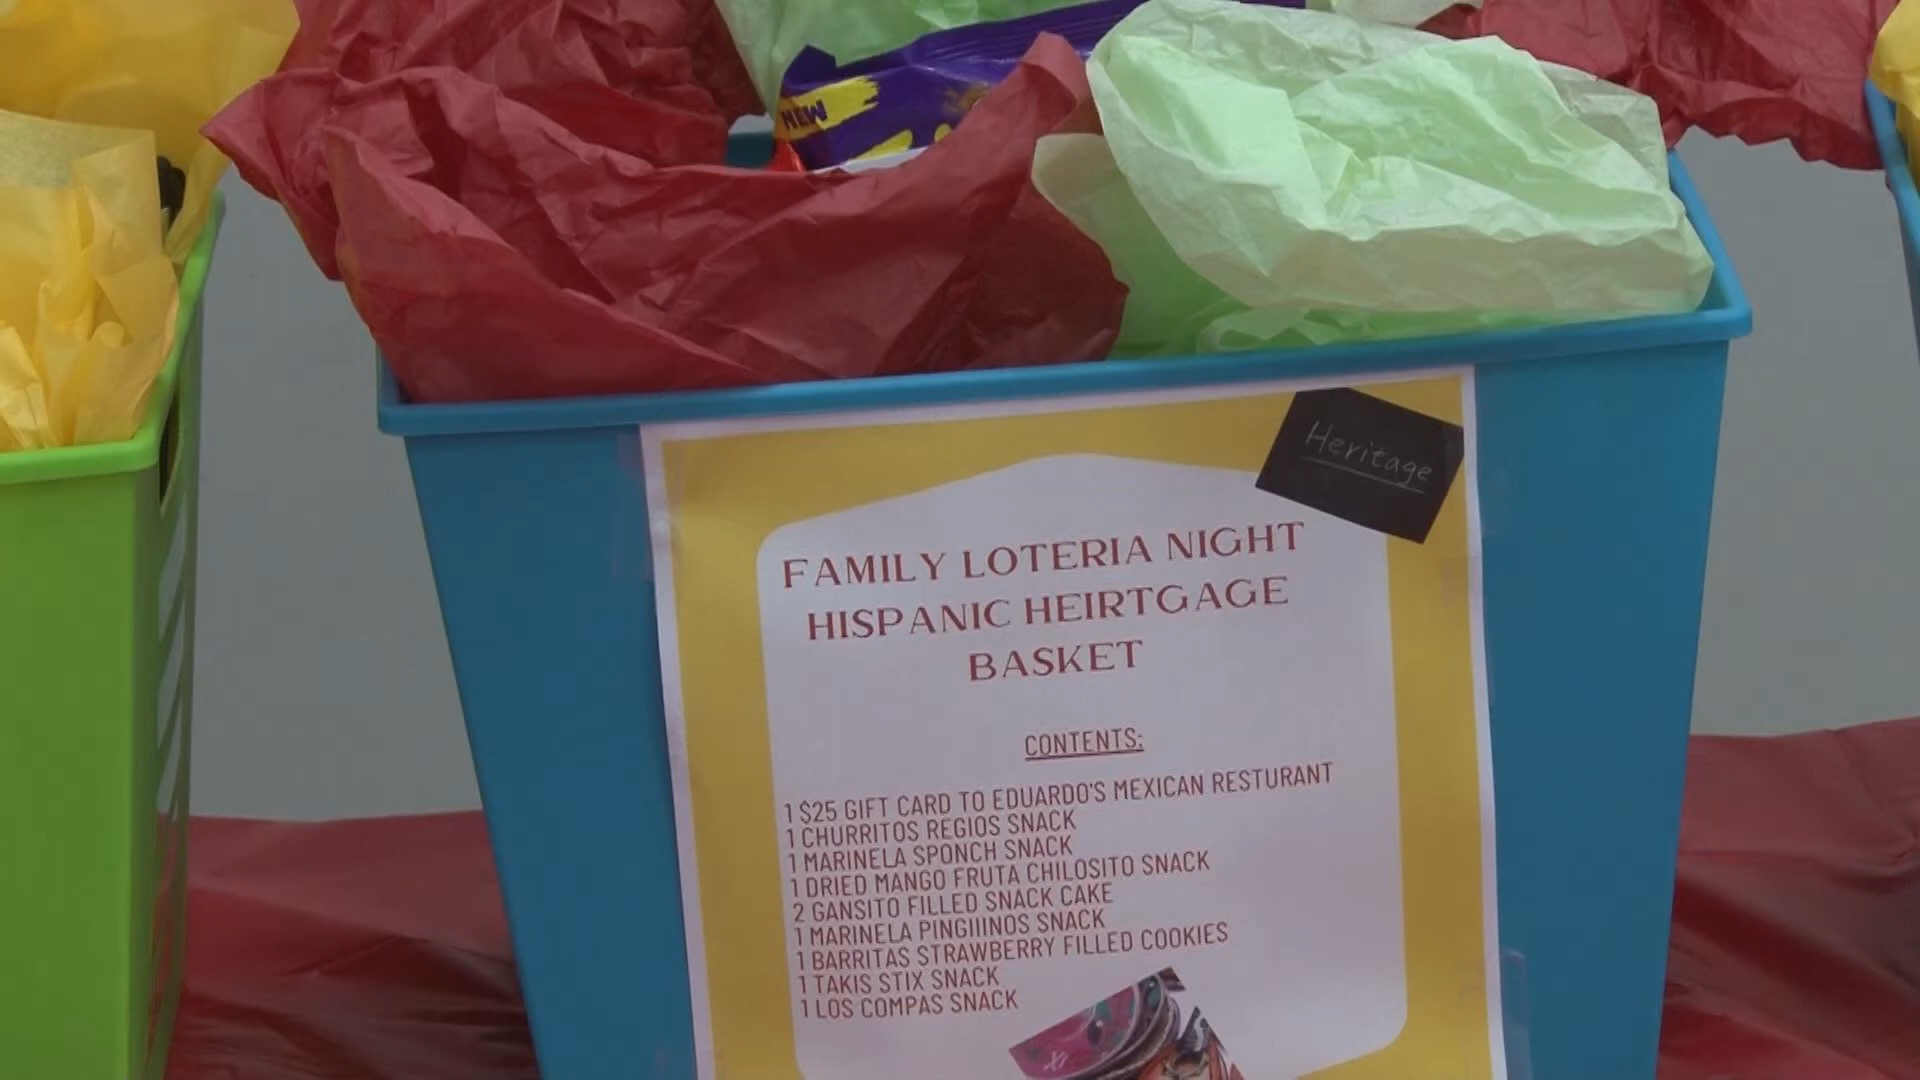 NEW
Heritage
FAMILY LOTERIA NIGHT
HISPANIC HEIRTGAGE
BASKET
CONTENTS:
1 $25 GIFT CARD TO EDUARDO'S MEXICAN RESTURANT
1 CHURRITOS REGIOS SNACK
1 MARINELA SPONCH SNACK
1 DRIED MANGO FRUTA CHILOSITO SNACK
2 GANSITO FILLED SNACK CAKE
1 MARINELA PINGIIINOS SNACK
1 BARRITAS STRAWBERRY FILLED COOKIES
1 TAKIS STIX SNACK
1 LOS COMPAS SNACK